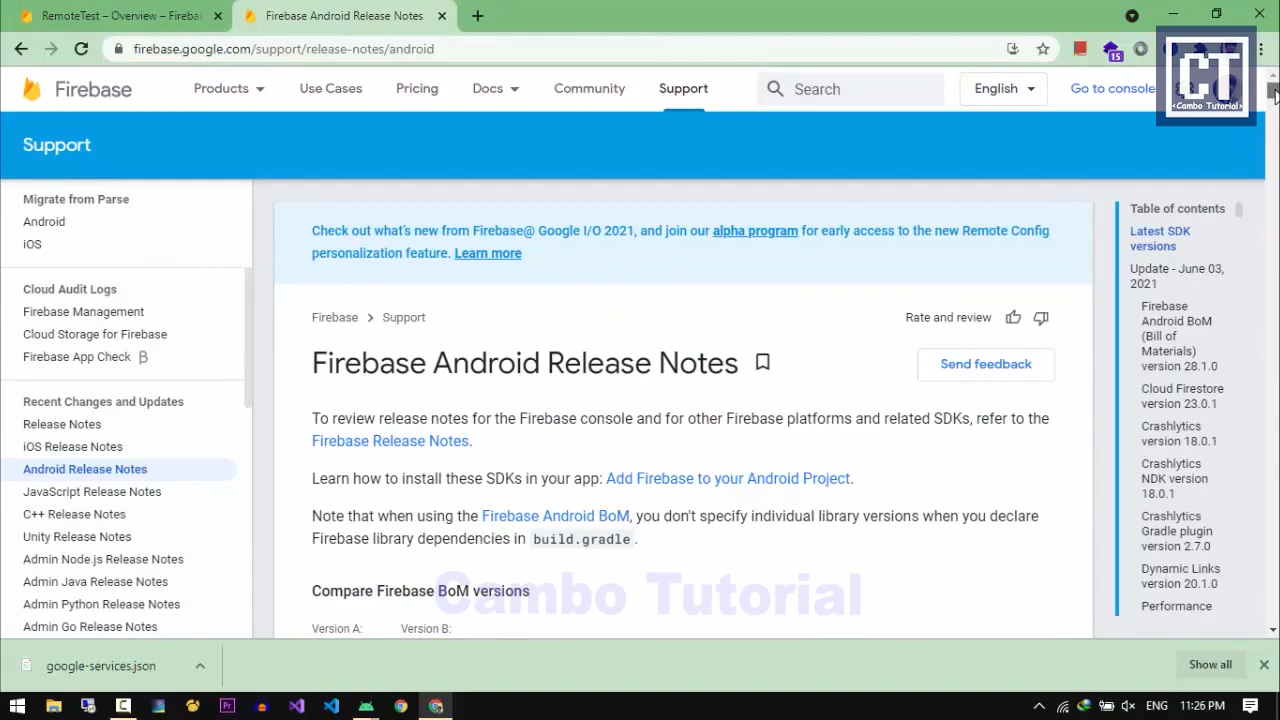 RemoteTest – Overview – Firebas
Firebase Android Release Notes
firebase.google.com/support/release-notes/android
15
CT
<Cambo Tutorial>
Firebase
Products
Use Cases
Pricing
Docs
Community
Support
Search
English
Go to console
Support
Migrate from Parse
Android
iOS
Cloud Audit Logs
Firebase Management
Cloud Storage for Firebase
Firebase App Check β
Recent Changes and Updates
Release Notes
iOS Release Notes
Android Release Notes
JavaScript Release Notes
C++ Release Notes
Unity Release Notes
Admin Node.js Release Notes
Admin Java Release Notes
Admin Python Release Notes
Admin Go Release Notes
Check out what's new from Firebase@ Google I/O 2021, and join our alpha program for early access to the new Remote Config
personalization feature. Learn more
Firebase > Support
Rate and review
Firebase Android Release Notes
Send feedback
To review release notes for the Firebase console and for other Firebase platforms and related SDKs, refer to the
Firebase Release Notes.
Learn how to install these SDKs in your app: Add Firebase to your Android Project.
Note that when using the Firebase Android BoM, you don't specify individual library versions when you declare
Firebase library dependencies in build.gradle.
Compare Firebase BoM versions
Cambo Tutorial
Version A:
Version B:
Table of contents
Latest SDK
versions
Update - June 03,
2021
Firebase
Android BoM
(Bill of
Materials)
version 28.1.0
Cloud Firestore
version 23.0.1
Crashlytics
version 18.0.1
Crashlytics
NDK version
18.0.1
Crashlytics
Gradle plugin
version 2.7.0
Dynamic Links
version 20.1.0
Performance
google-services.json
Show all
ENG
11:26 PM